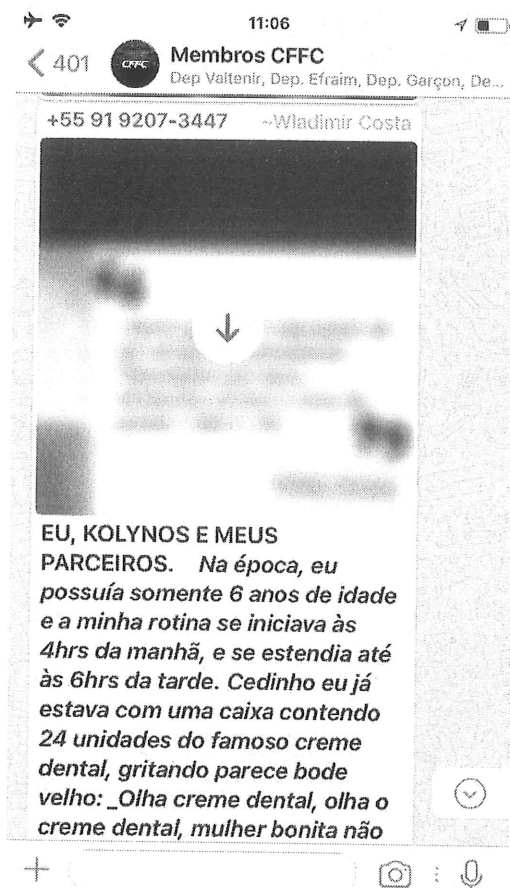 11:06
401
CFFC
Membros CFFC
Dep Valtenir, Dep. Efraim, Dep. Garçon, De...
+55 91 9207-3447 ~Wladimir Costa
EU, KOLYNOS E MEUS
PARCEIROS. Na época, eu
possuía somente 6 anos de idade
e a minha rotina se iniciava às
4hrs da manhã, e se estendia até
às 6hrs da tarde. Cedinho eu já
estava com uma caixa contendo
24 unidades do famoso creme
dental, gritando parece bode
velho: _Olha creme dental, olha o
creme dental, mulher bonita não